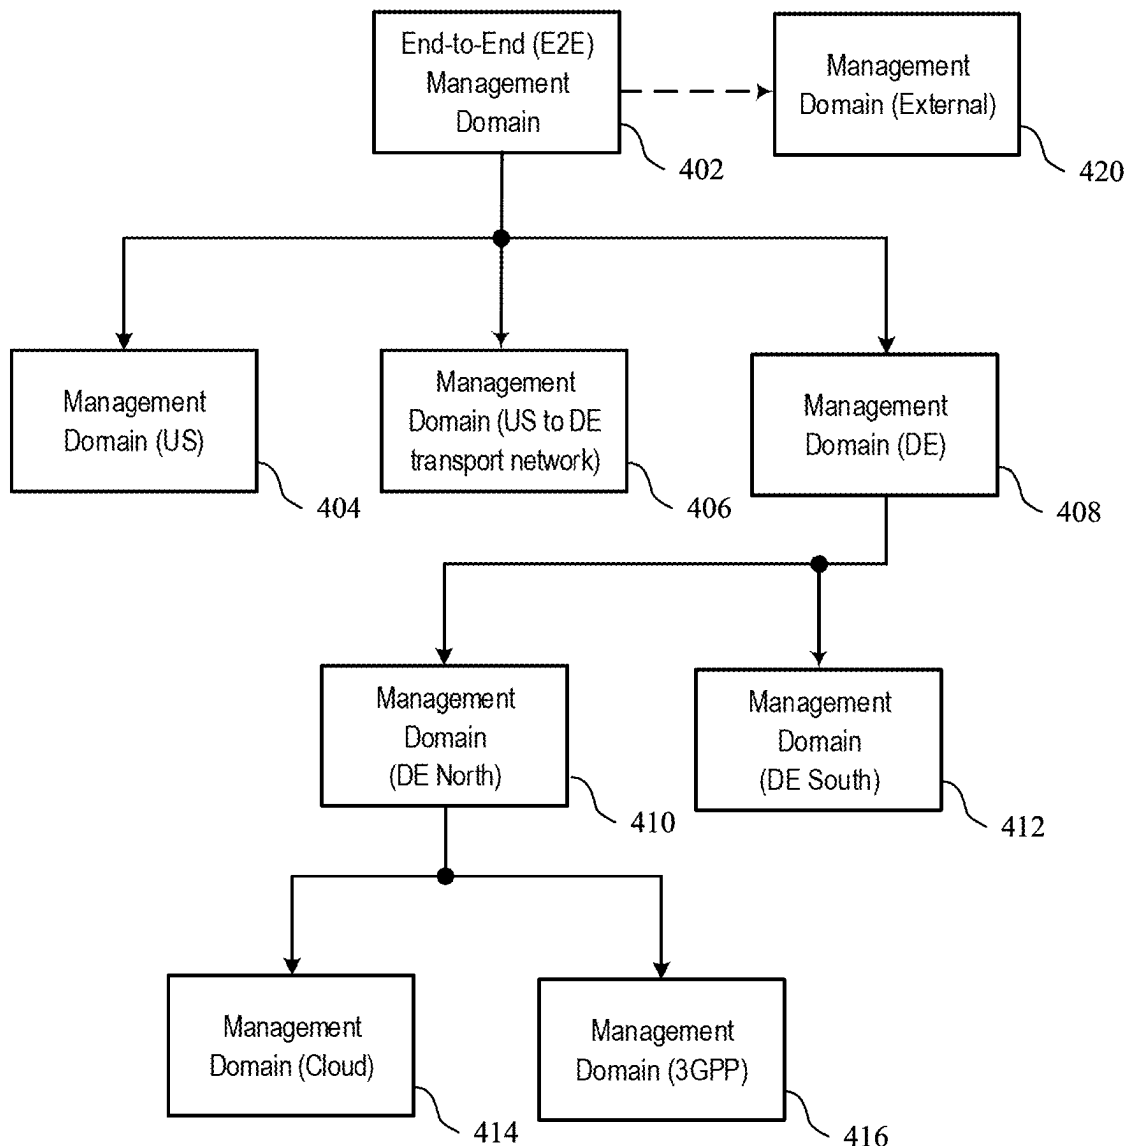 End-to-End (E2E)
Management
Domain
402
Management
Domain (External)
420
Management
Domain (US)
404
Management
Domain (US to DE
transport network)
406
Management
Domain (DE)
408
Management
Domain
(DE North)
410
Management
Domain
(DE South)
412
Management
Domain (Cloud)
414
Management
Domain (3GPP)
416